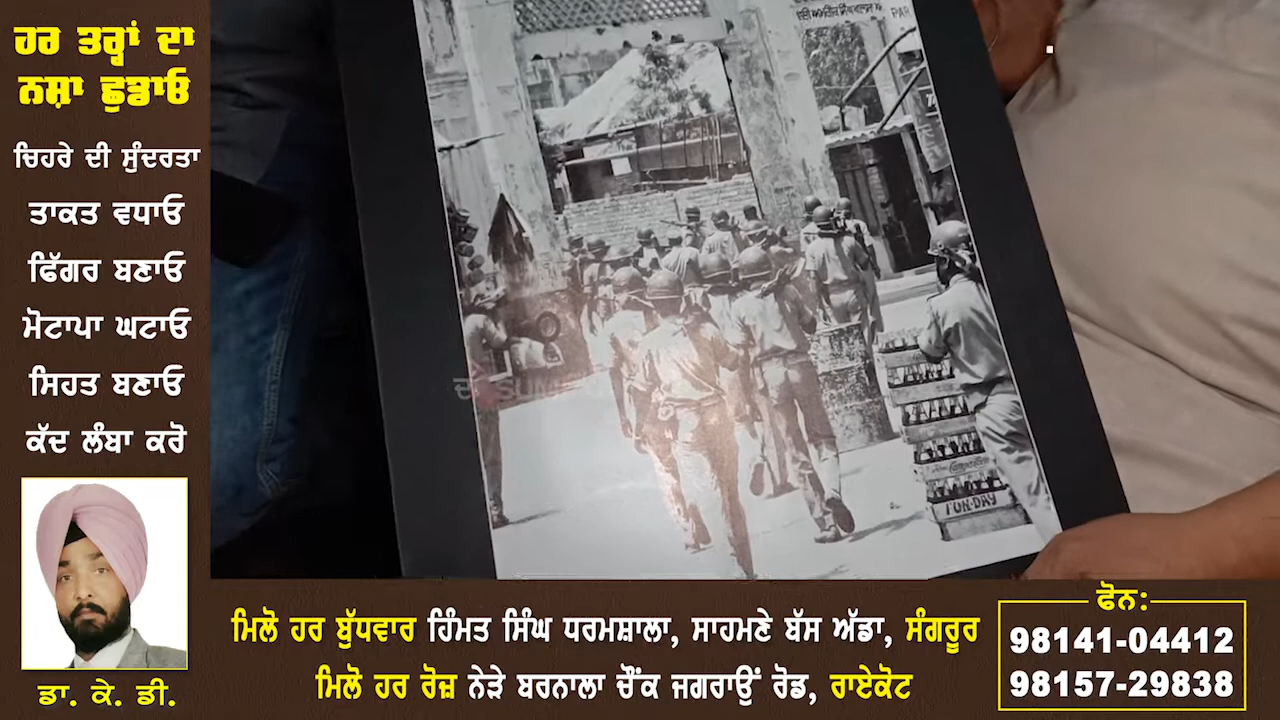 ਹਰ ਤਰ੍ਹਾਂ ਦਾ
ਨਸ਼ਾ ਛੁਡਾਓ
ਚਿਹਰੇ ਦੀ ਸੁੰਦਰਤਾ
ਤਾਕਤ ਵਧਾਓ
ਫਿੱਗਰ ਬਣਾਓ
ਮੋਟਾਪਾ ਘਟਾਓ
ਸਿਹਤ ਬਣਾਓ
ਕੱਦ ਲੰਬਾ ਕਰੋ
ਡਾ. ਕੇ. ਡੀ.
PAR
FUN-DAY
ਮਿਲੋ ਹਰ ਬੁੱਧਵਾਰ ਹਿੰਮਤ ਸਿੰਘ ਧਰਮਸ਼ਾਲਾ, ਸਾਹਮਣੇ ਬੱਸ ਅੱਡਾ, ਸੰਗਰੂਰ
ਮਿਲੋ ਹਰ ਰੋਜ਼ ਨੇੜੇ ਬਰਨਾਲਾ ਚੌਂਕ ਜਗਰਾਉਂ ਰੋਡ, ਰਾਏਕੋਟ
ਫੋਨ:
98141-04412
98157-29838